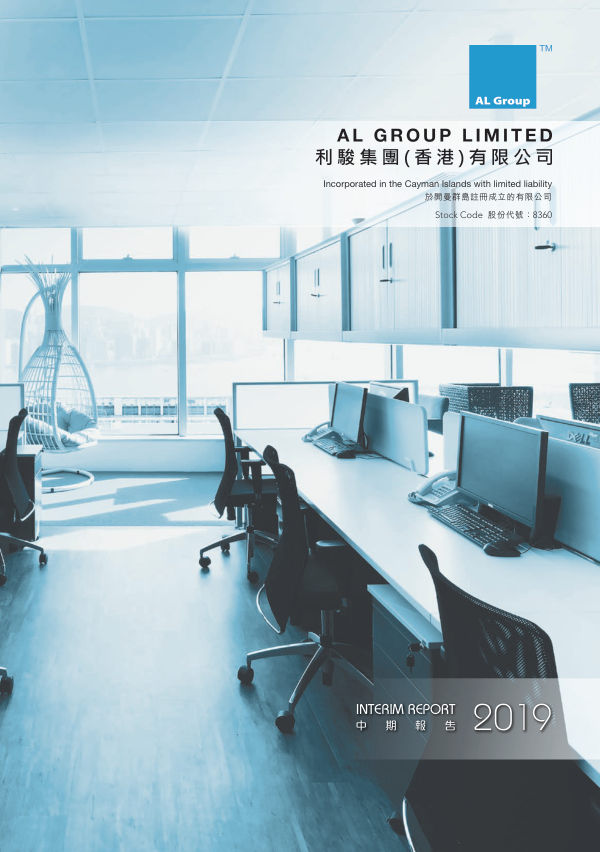 TM
AL Group
AL GROUP LIMITED
利駿集團(香港)有限公司
Incorporated in the Cayman Islands with limited liability
於開曼群島註冊成立的有限公司
Stock Code 股份代號：8360
DELL
INTERIM REPORT 2019
中期報告